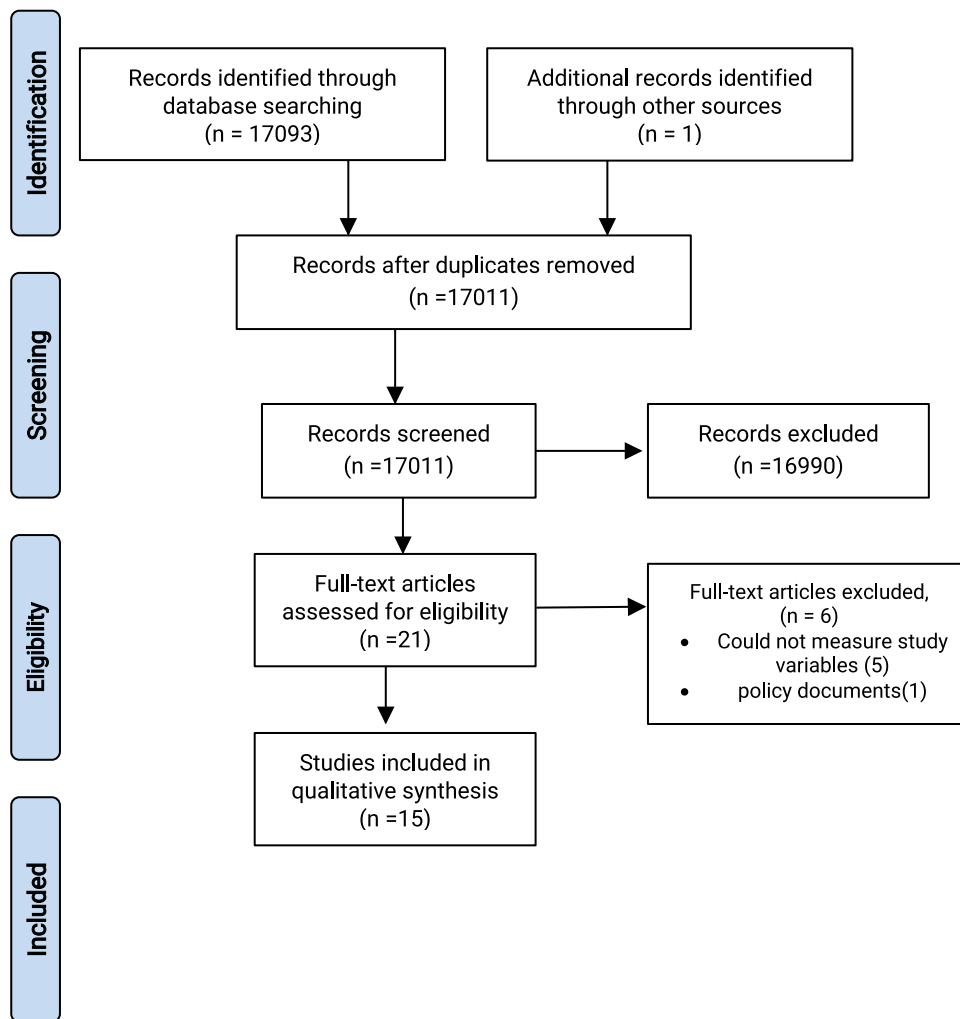 Identification
Records identified through
database searching
(n = 17093)
Additional records identified
through other sources
(n = 1)
Records after duplicates removed
(n =17011)
Screening
Records screened
(n =17011)
Records excluded
(n =16990)
Eligibility
Full-text articles
assessed for eligibility
(n =21)
Full-text articles excluded,
(n = 6)
• Could not measure study
variables (5)
• policy documents(1)
Studies included in
qualitative synthesis
(n =15)
Included